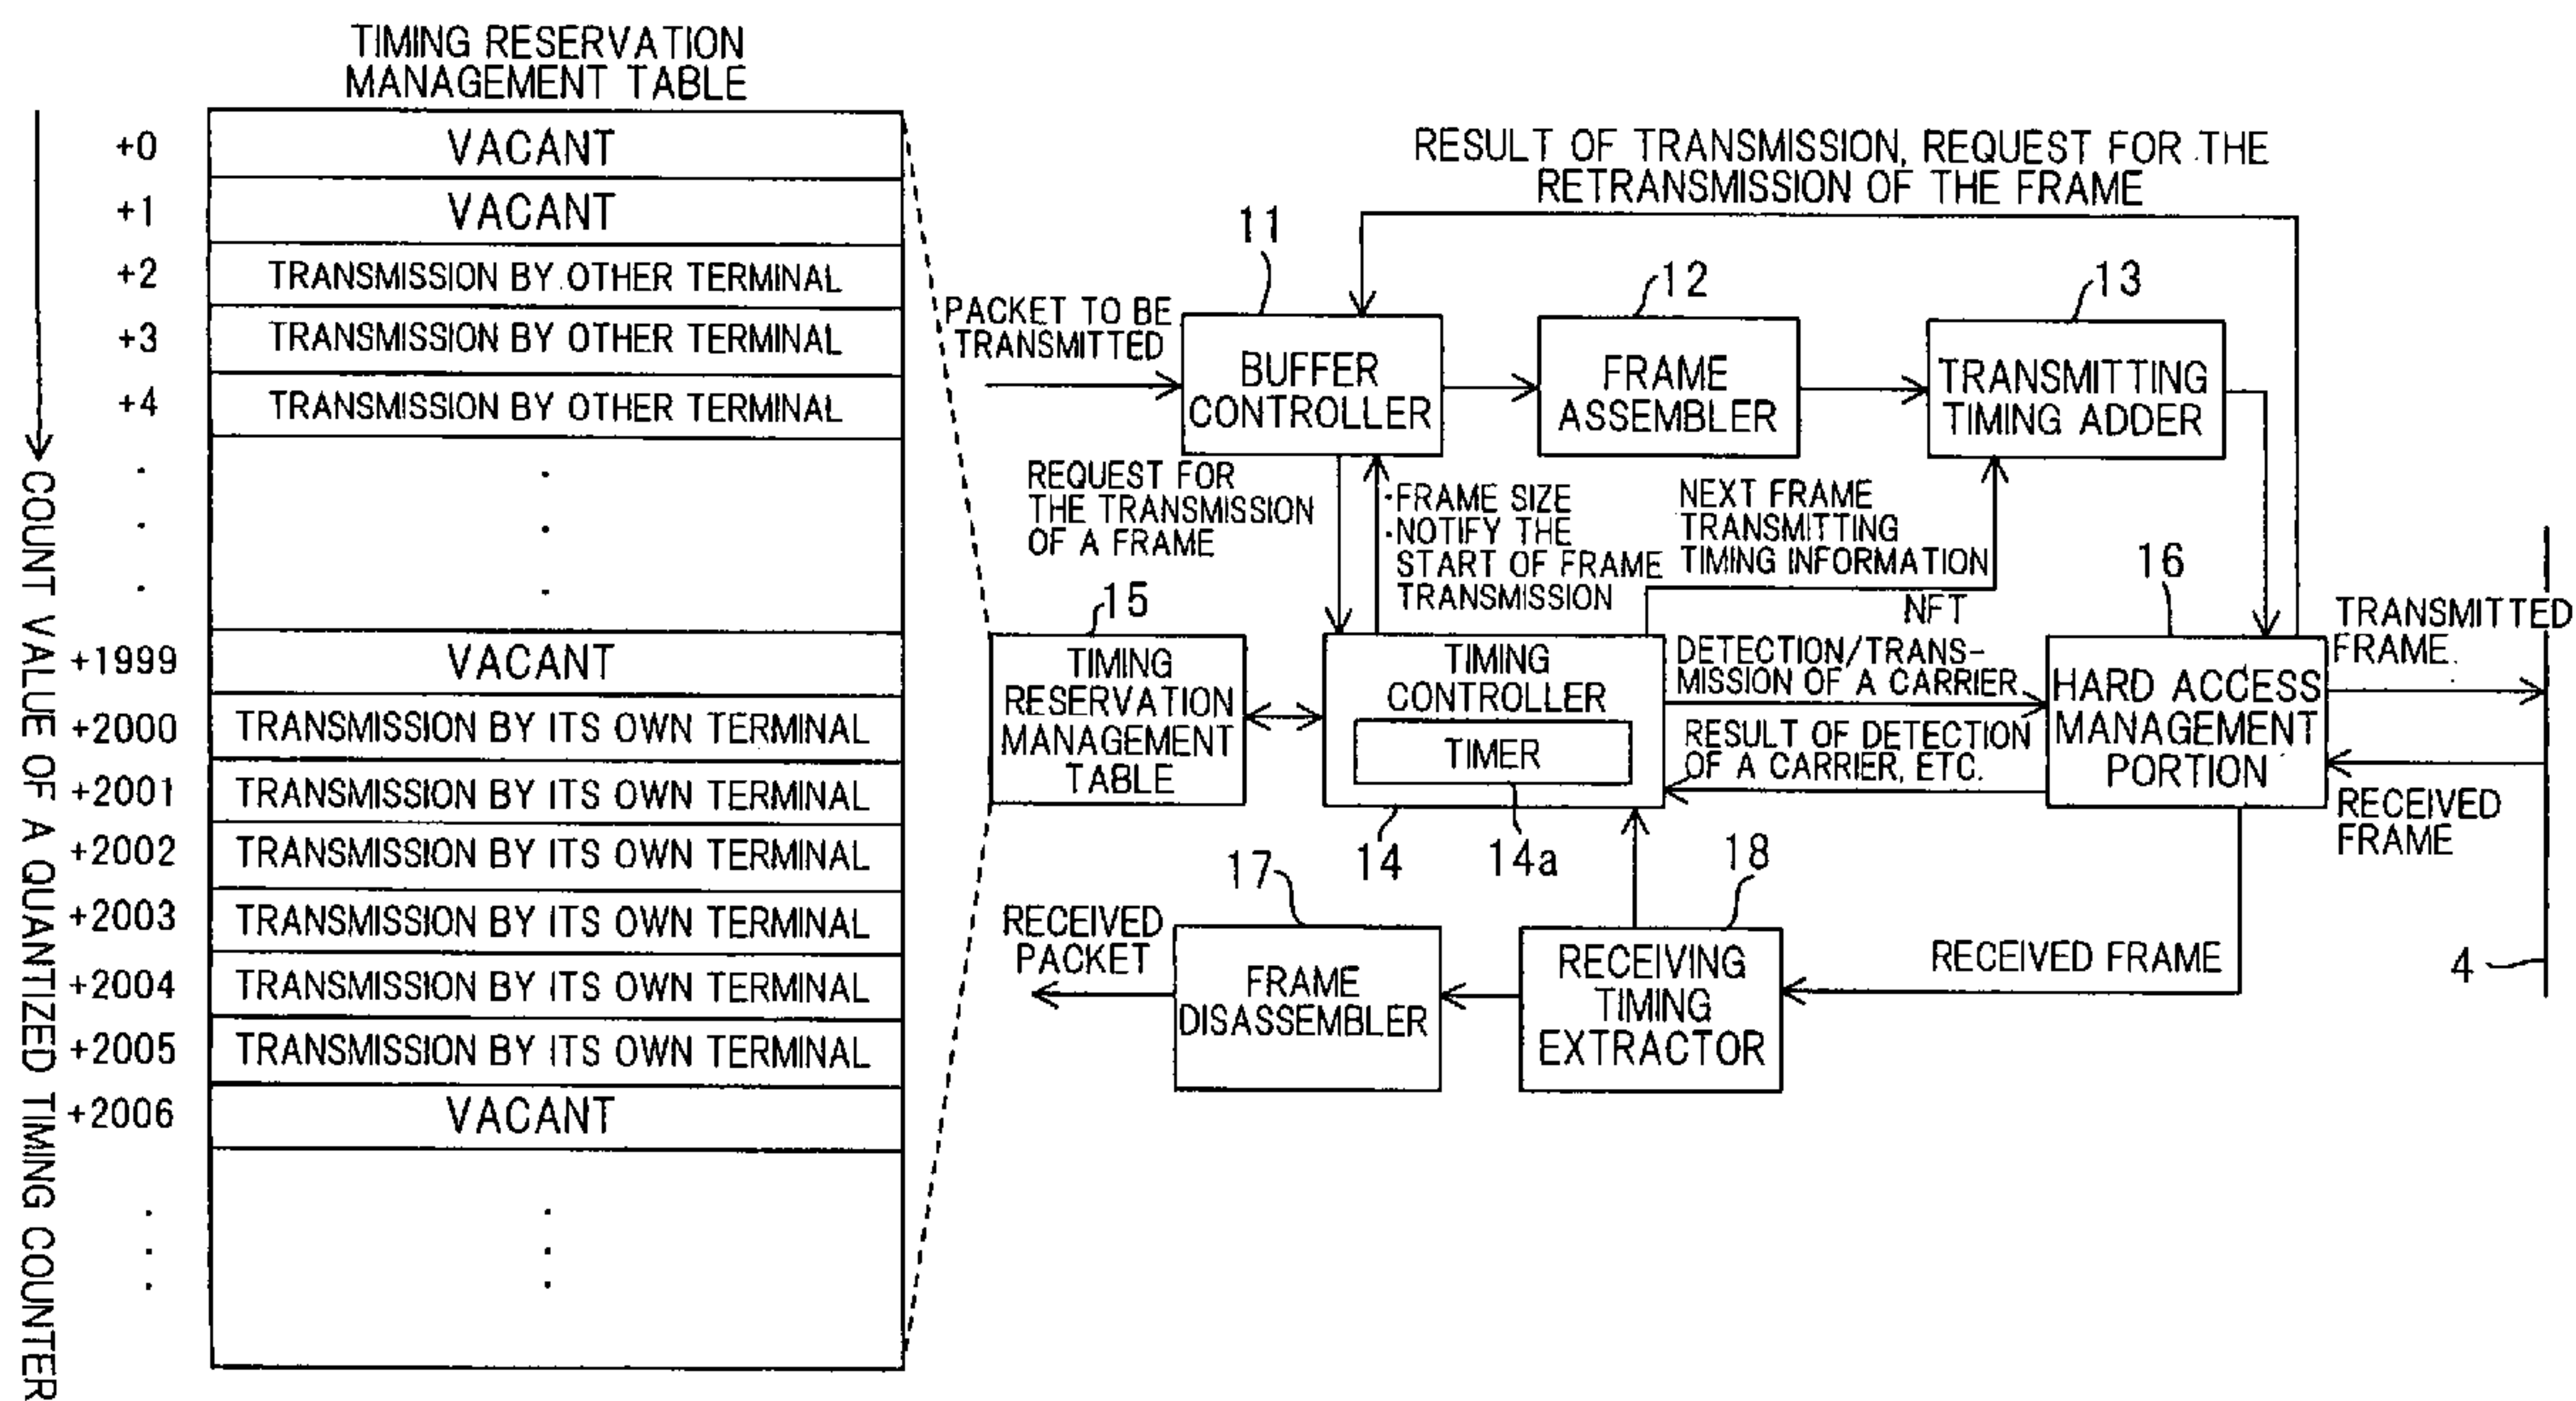 TIMING RESERVATION
MANAGEMENT TABLE
COUNT VALUE OF A QUANTIZED TIMING COUNTER
+0 VACANT
+1 VACANT
+2 TRANSMISSION BY OTHER TERMINAL
+3 TRANSMISSION BY OTHER TERMINAL
+4 TRANSMISSION BY OTHER TERMINAL
+1999 VACANT
+2000 TRANSMISSION BY ITS OWN TERMINAL
+2001 TRANSMISSION BY ITS OWN TERMINAL
+2002 TRANSMISSION BY ITS OWN TERMINAL
+2003 TRANSMISSION BY ITS OWN TERMINAL
+2004 TRANSMISSION BY ITS OWN TERMINAL
+2005 TRANSMISSION BY ITS OWN TERMINAL
+2006 VACANT
RESULT OF TRANSMISSION, REQUEST FOR THE
RETRANSMISSION OF THE FRAME
PACKET TO BE
TRANSMITTED
11
BUFFER
CONTROLLER
12
FRAME
ASSEMBLER
13
TRANSMITTING
TIMING ADDER
REQUEST FOR
THE TRANSMISSION
OF A FRAME
·FRAME SIZE
·NOTIFY THE
START OF FRAME
TRANSMISSION
NEXT FRAME
TRANSMITTING
TIMING INFORMATION
NFT
15
TIMING
RESERVATION
MANAGEMENT
TABLE
TIMING
CONTROLLER
TIMER
14
14a
DETECTION/TRANS-
MISSION OF A CARRIER
RESULT OF DETECTION
OF A CARRIER, ETC.
16
HARD ACCESS
MANAGEMENT
PORTION
TRANSMITTED
FRAME
RECEIVED
FRAME
4
RECEIVED
PACKET
17
FRAME
DISASSEMBLER
18
RECEIVING
TIMING
EXTRACTOR
RECEIVED FRAME